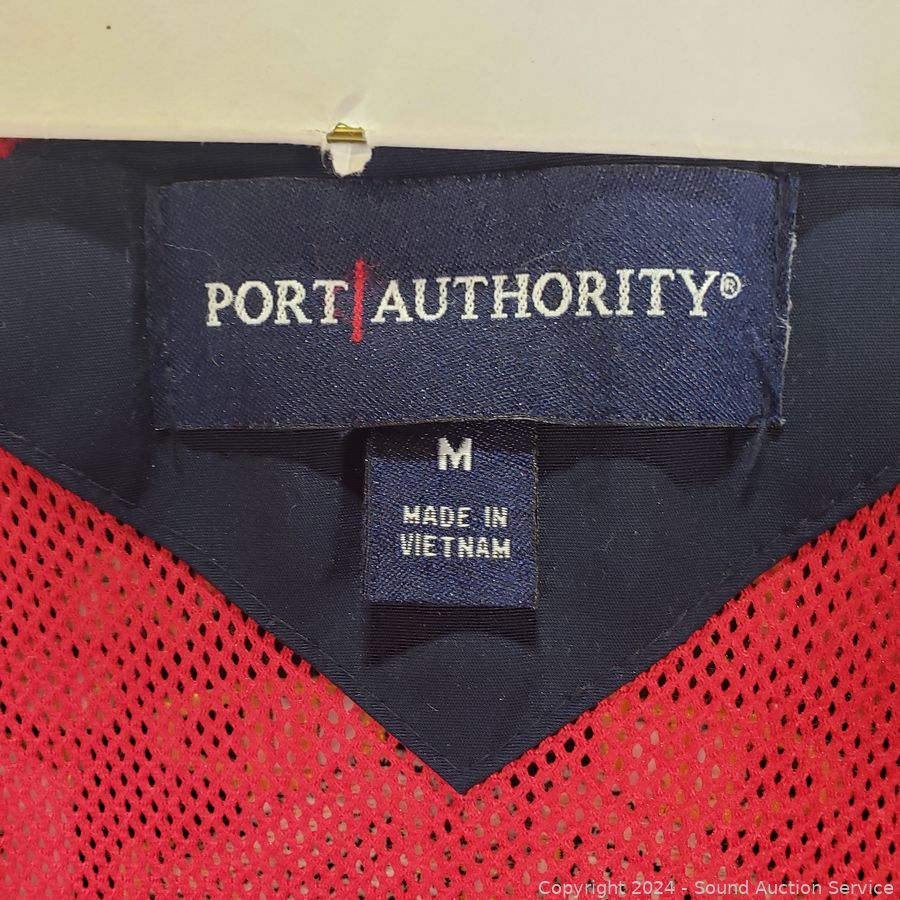 PORT AUTHORITY®
M
MADE IN
VIETNAM
Copyright 2024 - Sound Auction Service